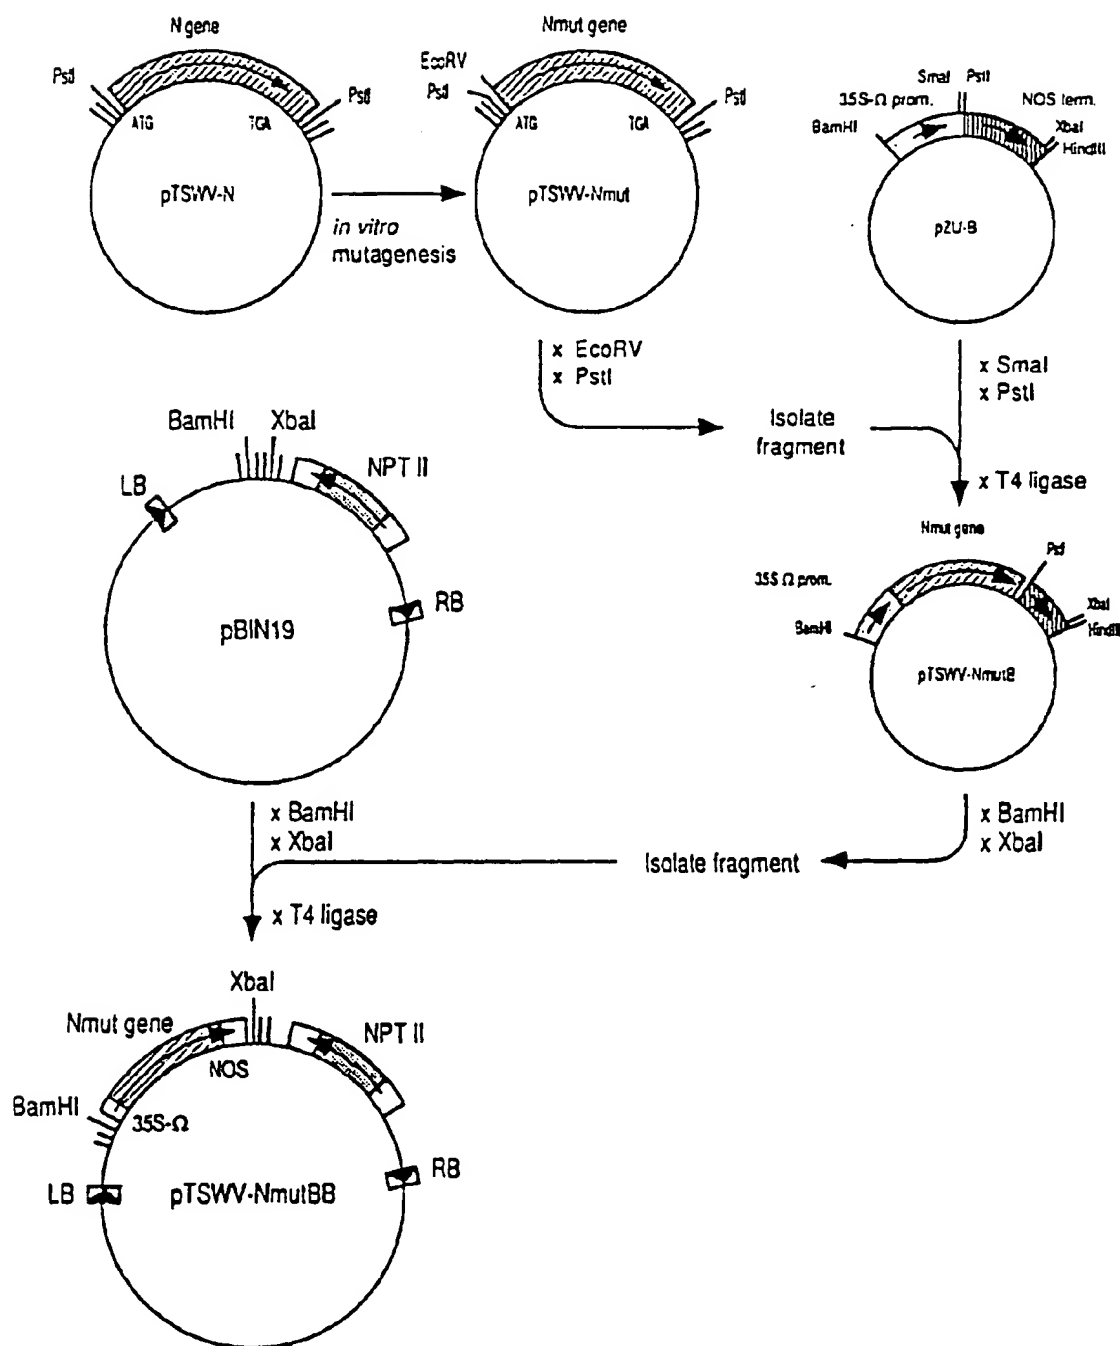 N gene
PstI
PstI
ATG
TGA
pTSWV-N
in vitro
mutagenesis
Nmut gene
EcoRV
PstI
PstI
ATG
TGA
pTSWV-Nmut
SmaI
PstI
35S-Ω prom.
NOS term.
BamHI
XbaI
HindIII
pZU-B
x EcoRV
x PstI
Isolate
fragment
x SmaI
x PstI
x T4 ligase
BamHI
XbaI
NPT II
LB
RB
pBIN19
Nmut gene
PstI
35S Ω prom.
BamHI
XbaI
HindIII
pTSWV-NmutB
x BamHI
x XbaI
Isolate fragment
x BamHI
x XbaI
x T4 ligase
XbaI
Nmut gene
NPT II
NOS
BamHI
35S-Ω
LB
RB
pTSWV-NmutBB